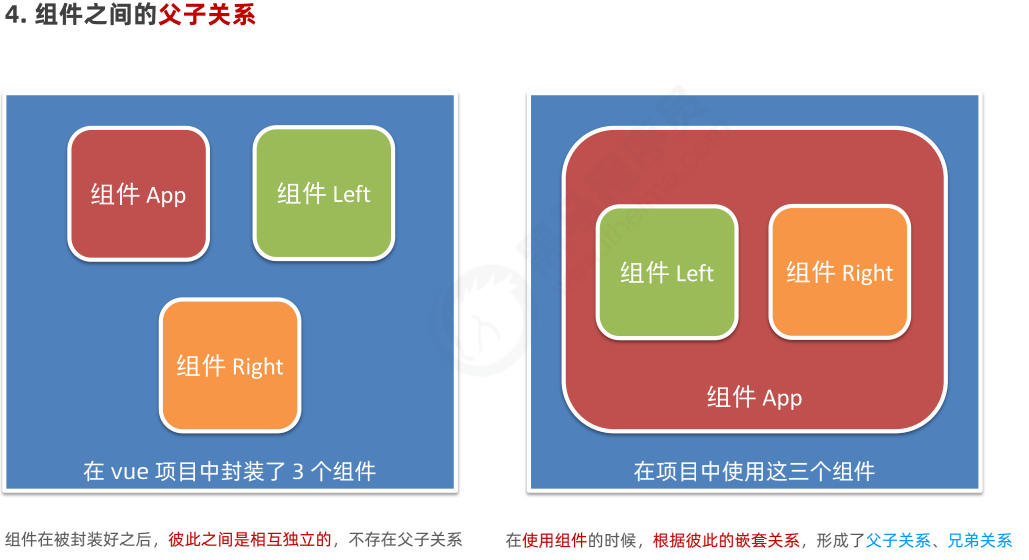 4. 组件之间的父子关系
组件 App
组件 Left
组件 Right
在 vue 项目中封装了 3 个组件
组件 Left
组件 Right
组件 App
在项目中使用这三个组件
组件在被封装好之后，彼此之间是相互独立的，不存在父子关系
在使用组件的时候，根据彼此的嵌套关系，形成了父子关系、兄弟关系